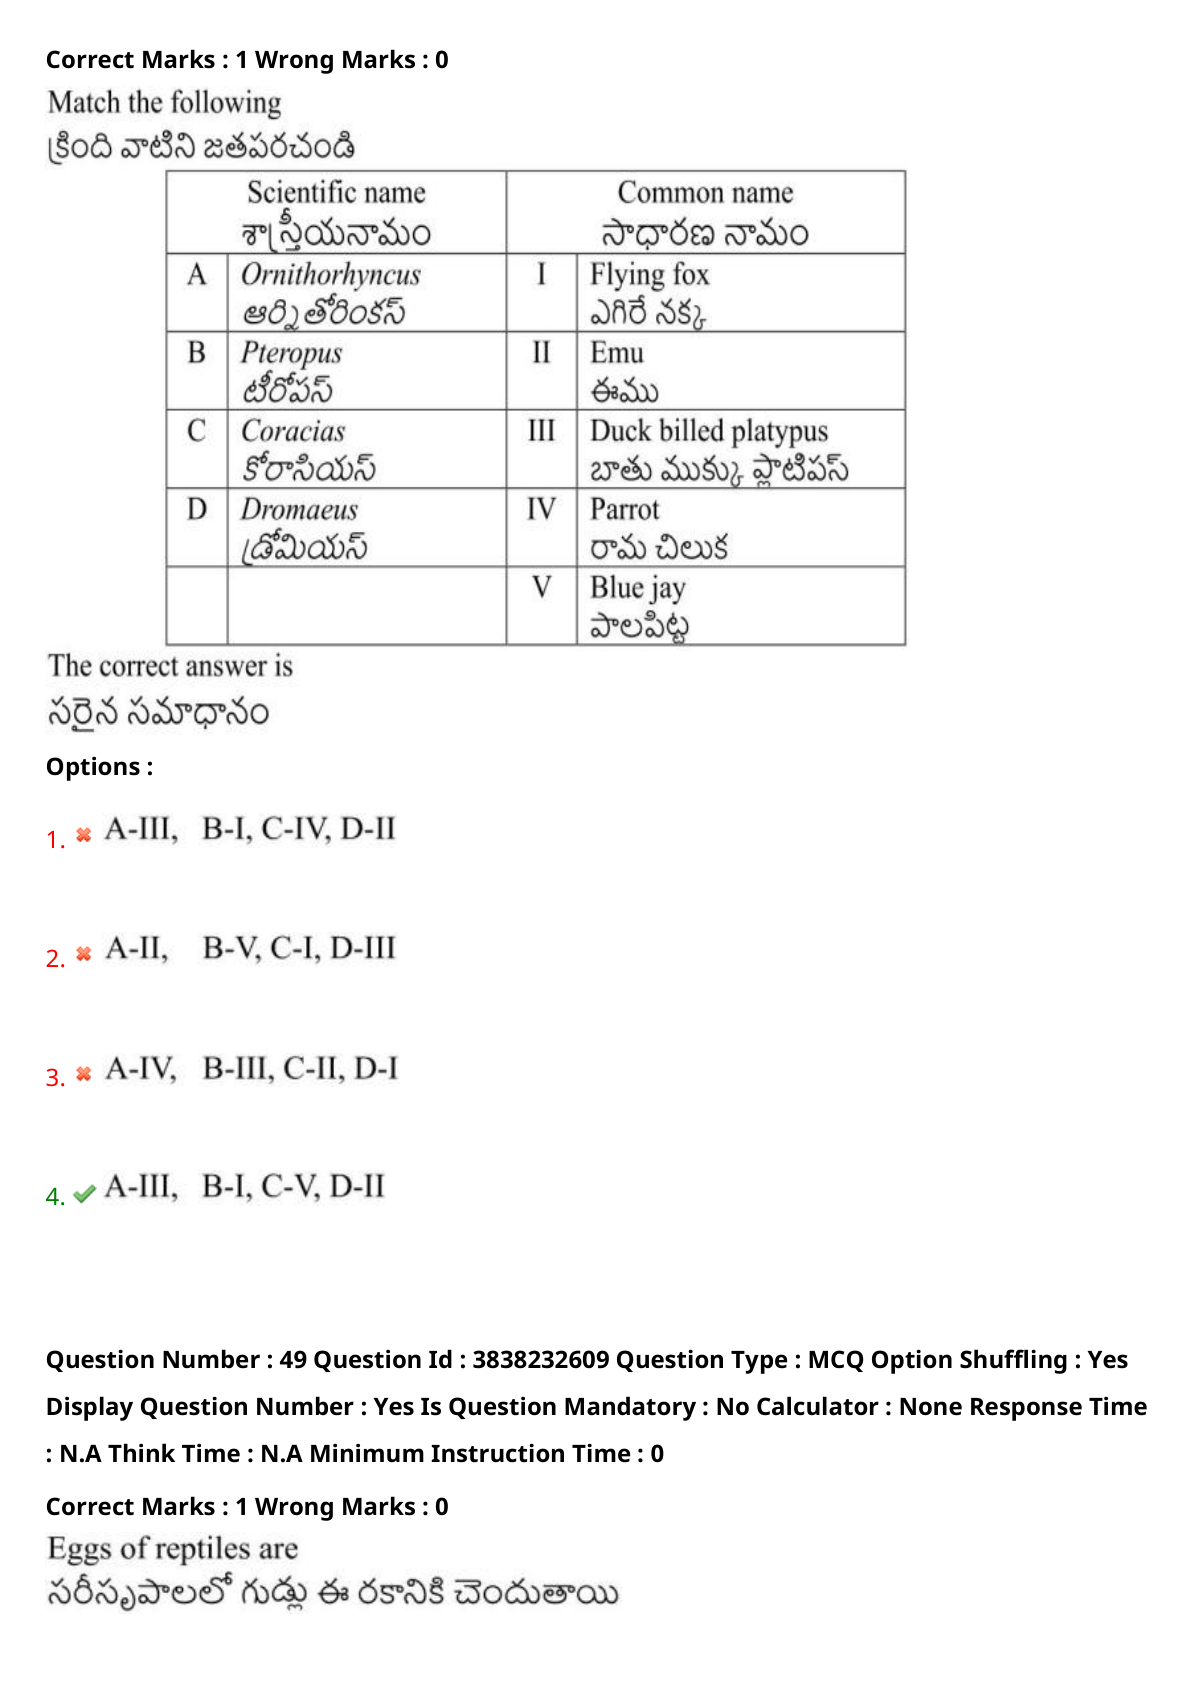 Correct Marks : 1 Wrong Marks : 0
Match the following
క్రింది వాటిని జతపరచండి
Scientific name Common name
శాస్త్రీయనామం సాధారణ నామం
A Ornithorhyncus I Flying fox
ఆర్నితోరింకస్ ఎగిరే నక్క
B Pteropus II Emu
టీరోపస్ ఈము
C Coracias III Duck billed platypus
కోరాసియస్ బాతు ముక్కు ప్లాటిపస్
D Dromaeus IV Parrot
డ్రోమియస్ రామ చిలుక
V Blue jay
పాలపిట్ట
The correct answer is
సరైన సమాధానం
Options :
1. A-III, B-I, C-IV, D-II
2. A-II, B-V, C-I, D-III
3. A-IV, B-III, C-II, D-I
4. A-III, B-I, C-V, D-II
Question Number : 49 Question Id : 3838232609 Question Type : MCQ Option Shuffling : Yes
Display Question Number : Yes Is Question Mandatory : No Calculator : None Response Time
: N.A Think Time : N.A Minimum Instruction Time : 0
Correct Marks : 1 Wrong Marks : 0
Eggs of reptiles are
సరీసృపాలలో గుడ్లు ఈ రకానికి చెందుతాయి